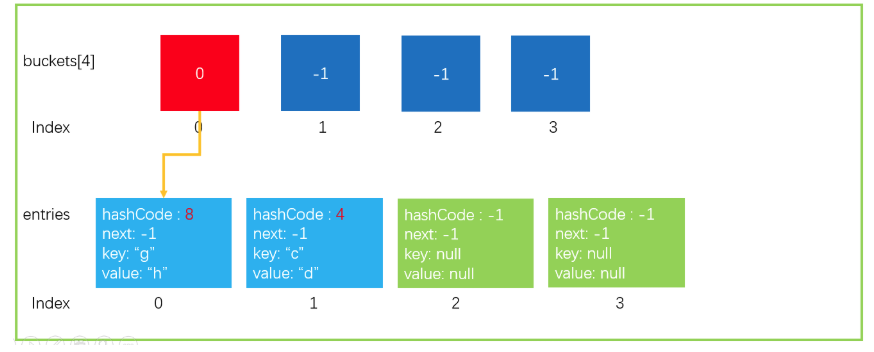 buckets[4]
0
-1
-1
-1
Index
0
1
2
3
entries
hashCode : 8
next: -1
key: “g”
value: “h”
hashCode : 4
next: -1
key: “c”
value: “d”
hashCode : -1
next: -1
key: null
value: null
hashCode : -1
next: -1
key: null
value: null
Index
0
1
2
3